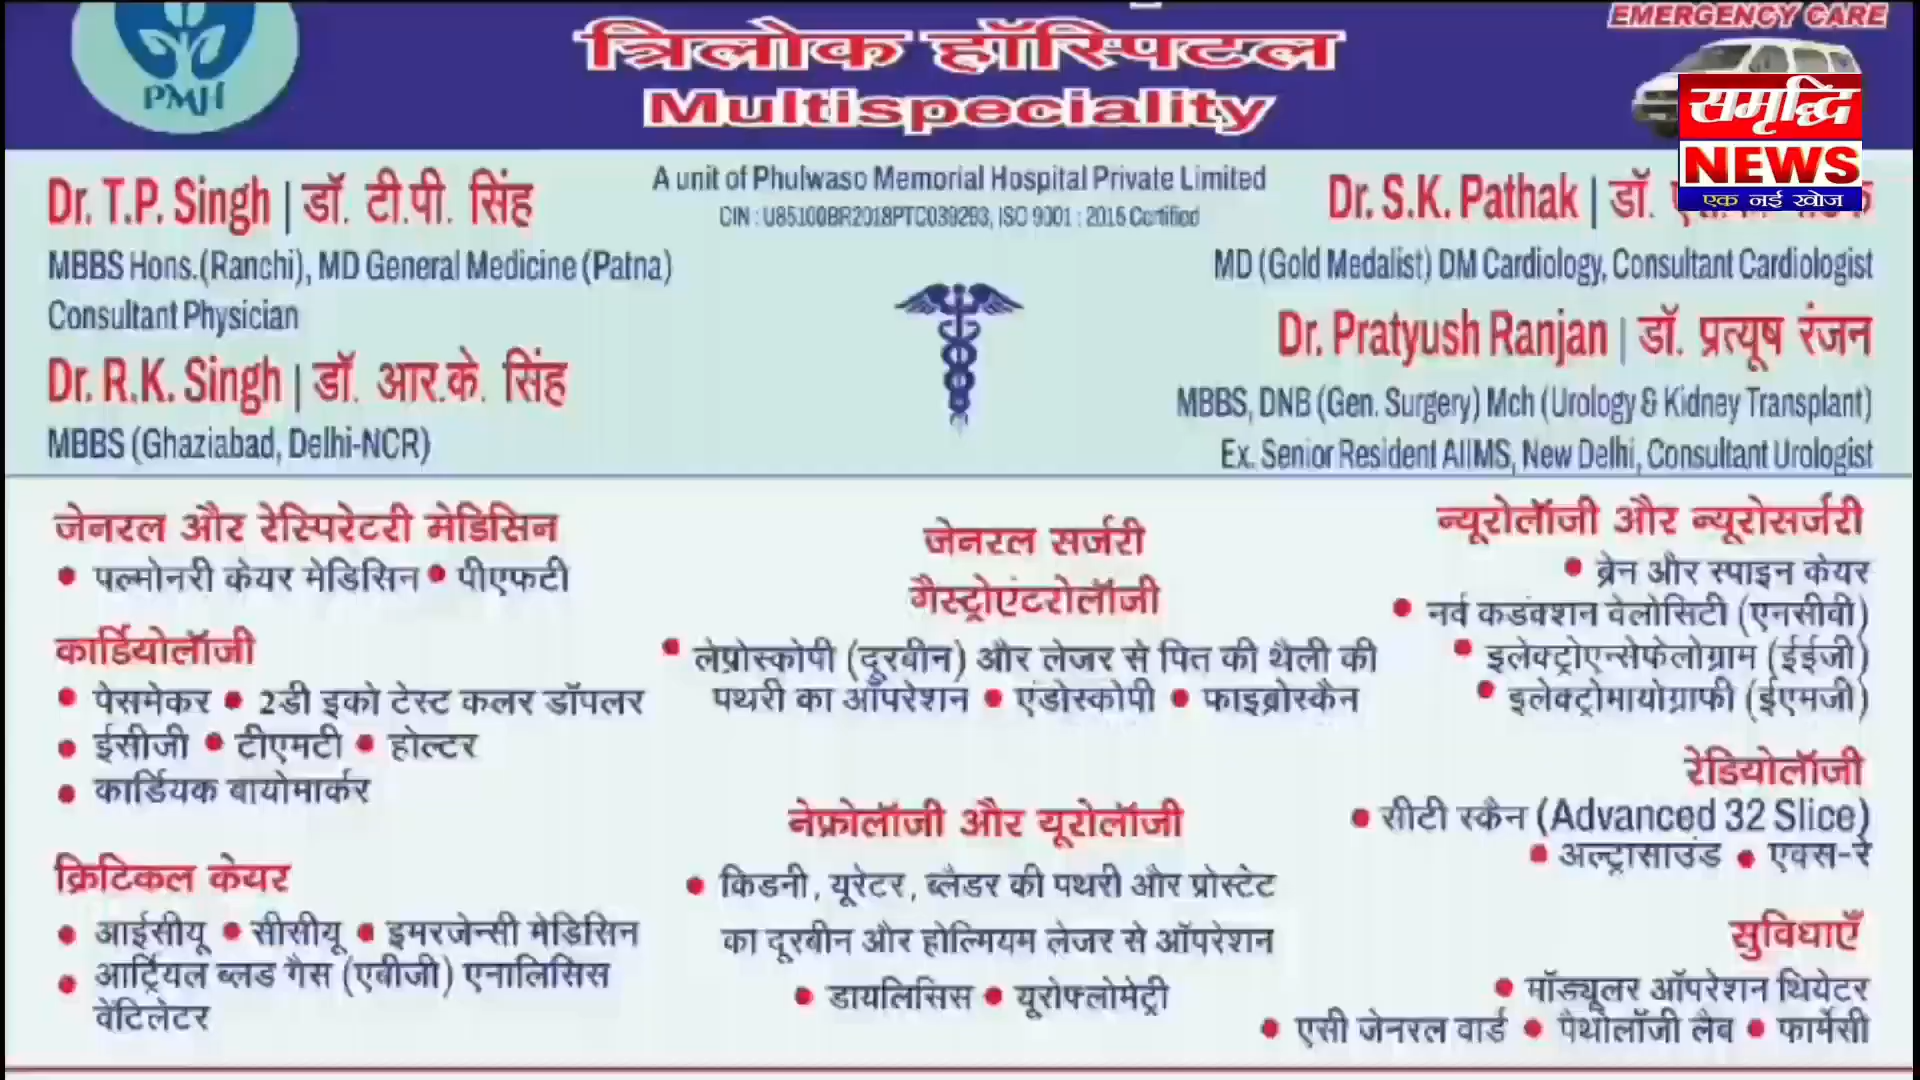 EMERGENCY CARE
त्रिलोक हॉस्पिटल
Multispeciality
PMH
समृद्धि
NEWS
एक नई खोज
A unit of Phulwaso Memorial Hospital Private Limited
CIN : U85100BR2018PTC039293, ISO 9001 : 2015 Certified
Dr. T.P. Singh | डॉ. टी.पी. सिंह
MBBS Hons.(Ranchi), MD General Medicine (Patna)
Consultant Physician
Dr. R.K. Singh | डॉ. आर.के. सिंह
MBBS (Ghaziabad, Delhi-NCR)
Dr. S.K. Pathak | डॉ.
MD (Gold Medalist) DM Cardiology, Consultant Cardiologist
Dr. Pratyush Ranjan | डॉ. प्रत्यूष रंजन
MBBS, DNB (Gen. Surgery) Mch (Urology & Kidney Transplant)
Ex. Senior Resident AIIMS, New Delhi, Consultant Urologist
जेनरल और रेस्पिरेटरी मेडिसिन
• पल्मोनरी केयर मेडिसिन • पीएफटी
कार्डियोलॉजी
• पेसमेकर • 2डी इको टेस्ट कलर डॉपलर
• ईसीजी • टीएमटी • होल्टर
• कार्डियक बायोमार्कर
क्रिटिकल केयर
• आईसीयू • सीसीयू • इमरजेन्सी मेडिसिन
• आर्ट्रियल ब्लड गैस (एबीजी) एनालिसिस
वेंटिलेटर
जेनरल सर्जरी
गैस्ट्रोएंटरोलॉजी
• लेप्रोस्कोपी (दुरबीन) और लेजर से पित की थैली की
पथरी का ऑपरेशन • एंडोस्कोपी • फाइब्रोस्कैन
नेफ्रोलॉजी और यूरोलॉजी
• किडनी, यूरेटर, ब्लैडर की पथरी और प्रोस्टेट
का दूरबीन और होल्मियम लेजर से ऑपरेशन
• डायलिसिस • यूरोफ्लोमेट्री
न्यूरोलॉजी और न्यूरोसर्जरी
• ब्रेन और स्पाइन केयर
• नर्व कडंक्शन वेलोसिटी (एनसीवी)
• इलेक्ट्रोएन्सेफेलोग्राम (ईईजी)
• इलेक्ट्रोमायोग्राफी (ईएमजी)
रेडियोलॉजी
• सीटी स्कैन (Advanced 32 Slice)
• अल्ट्रासाउंड • एक्स-रे
सुविधाएँ
• मॉड्यूलर ऑपरेशन थियेटर
• एसी जेनरल वार्ड • पैथोलॉजी लैब • फार्मेसी